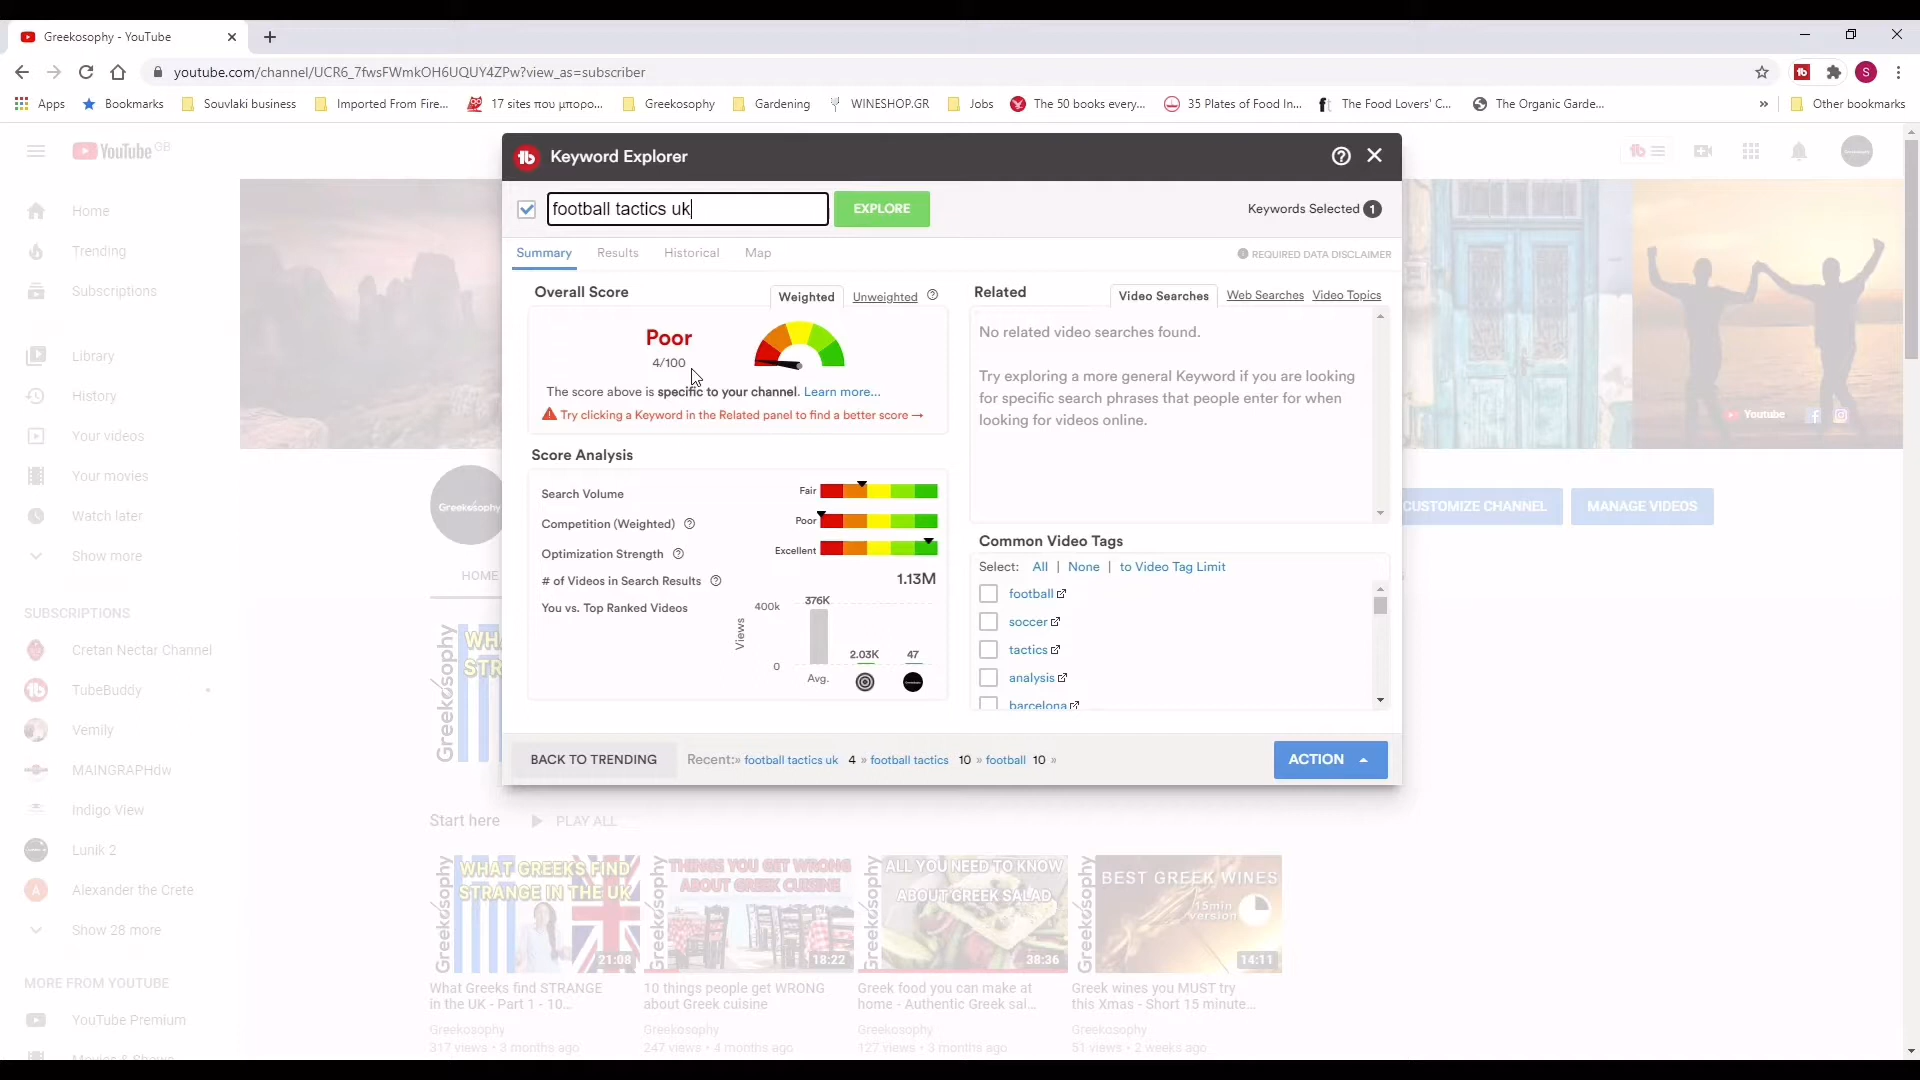 Greekosophy - YouTube
youtube.com/channel/UCR6_7fwsFWmkOH6UQUY4ZPw?view_as=subscriber
S
Apps
Bookmarks
Souvlaki business
Imported From Fire...
17 sites που μπορο...
Greekosophy
Gardening
WINESHOP.GR
Jobs
The 50 books every...
35 Plates of Food In...
The Food Lovers' C...
The Organic Garde...
»
Other bookmarks
YouTube GB
Home
Trending
Subscriptions
Library
History
Your videos
Your movies
Watch later
Show more
SUBSCRIPTIONS
Cretan Nectar Channel
TubeBuddy
Vemily
MAINGRAPHdw
Indigo View
Lunik 2
A Alexander the Crete
Show 28 more
MORE FROM YOUTUBE
YouTube Premium
Keyword Explorer
football tactics uk
EXPLORE
Keywords Selected 1
Summary
Results
Historical
Map
REQUIRED DATA DISCLAIMER
Overall Score
Weighted
Unweighted
Poor
4/100
The score above is specific to your channel. Learn more...
Try clicking a Keyword in the Related panel to find a better score →
Score Analysis
Search Volume
Fair
Competition (Weighted)
Poor
Optimization Strength
Excellent
# of Videos in Search Results
1.13M
You vs. Top Ranked Videos
Views
400k
0
376K
Avg.
2.03K
47
Related
Video Searches
Web Searches
Video Topics
No related video searches found.
Try exploring a more general Keyword if you are looking
for specific search phrases that people enter for when
looking for videos online.
Common Video Tags
Select: All | None | to Video Tag Limit
football
soccer
tactics
analysis
barcelona
BACK TO TRENDING
Recent:» football tactics uk 4 » football tactics 10 » football 10 »
ACTION
Youtube
Greekosophy
CUSTOMIZE CHANNEL
MANAGE VIDEOS
HOME
Greekosophy
Start here
PLAY ALL
Greekosophy
WHAT GREEKS FIND
STRANGE IN THE UK
21:08
What Greeks find STRANGE
in the UK - Part 1 - 10...
Greekosophy
317 views • 3 months ago
Greekosophy
THINGS YOU GET WRONG
ABOUT GREEK CUISINE
18:22
10 things people get WRONG
about Greek cuisine
Greekosophy
247 views • 4 months ago
Greekosophy
ALL YOU NEED TO KNOW
ABOUT GREEK SALAD
38:36
Greek food you can make at
home - Authentic Greek sal...
Greekosophy
127 views • 3 months ago
Greekosophy
BEST GREEK WINES
15min
version
14:11
Greek wines you MUST try
this Xmas - Short 15 minute...
Greekosophy
51 views • 2 weeks ago